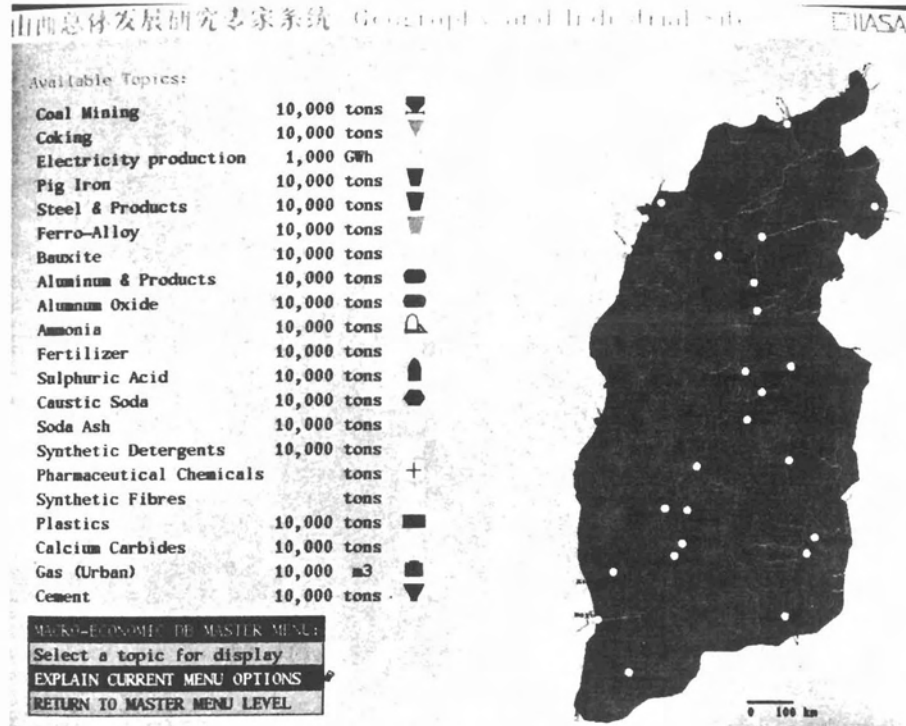 山西总体发展研究专家系统 Geography and Industrial
IIASA
Available Topics:
Coal Mining 10,000 tons
Coking 10,000 tons
Electricity production 1,000 GWh
Pig Iron 10,000 tons
Steel & Products 10,000 tons
Ferro-Alloy 10,000 tons
Bauxite 10,000 tons
Aluminum & Products 10,000 tons
Alumnum Oxide 10,000 tons
Ammonia 10,000 tons
Fertilizer 10,000 tons
Sulphuric Acid 10,000 tons
Caustic Soda 10,000 tons
Soda Ash 10,000 tons
Synthetic Detergents 10,000 tons
Pharmaceutical Chemicals tons
Synthetic Fibres tons
Plastics 10,000 tons
Calcium Carbides 10,000 tons
Gas (Urban) 10,000 m3
Cement 10,000 tons
MACRO-ECONOMIC DB MASTER MENU:
Select a topic for display
EXPLAIN CURRENT MENU OPTIONS
RETURN TO MASTER MENU LEVEL
0 100 km